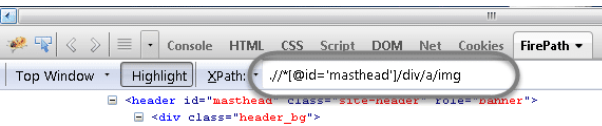 Console HTML CSS Script DOM Net Cookies FirePath
Top Window Highlight XPath: .//*[@id='masthead']/div/a/img
<header id="masthead" class="site-header" role="banner">
<div class="header_bg">